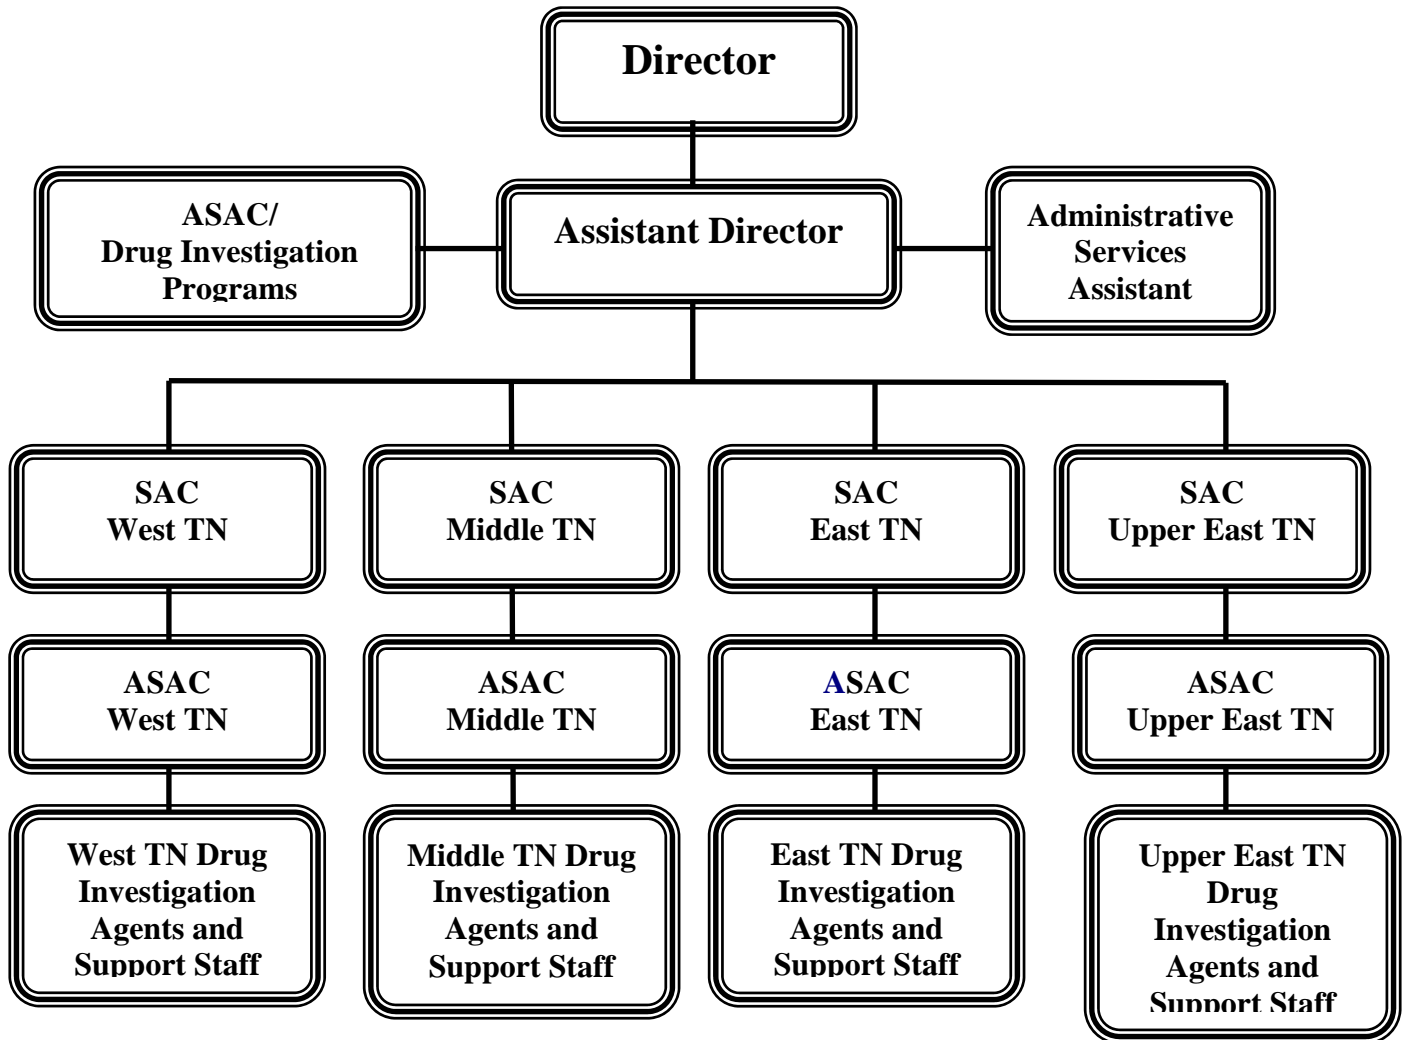 Director
ASAC/
Drug Investigation
Programs
Assistant Director
Administrative
Services
Assistant
SAC
West TN
SAC
Middle TN
SAC
East TN
SAC
Upper East TN
ASAC
West TN
ASAC
Middle TN
ASAC
East TN
ASAC
Upper East TN
West TN Drug
Investigation
Agents and
Support Staff
Middle TN Drug
Investigation
Agents and
Support Staff
East TN Drug
Investigation
Agents and
Support Staff
Upper East TN
Drug
Investigation
Agents and
Support Staff